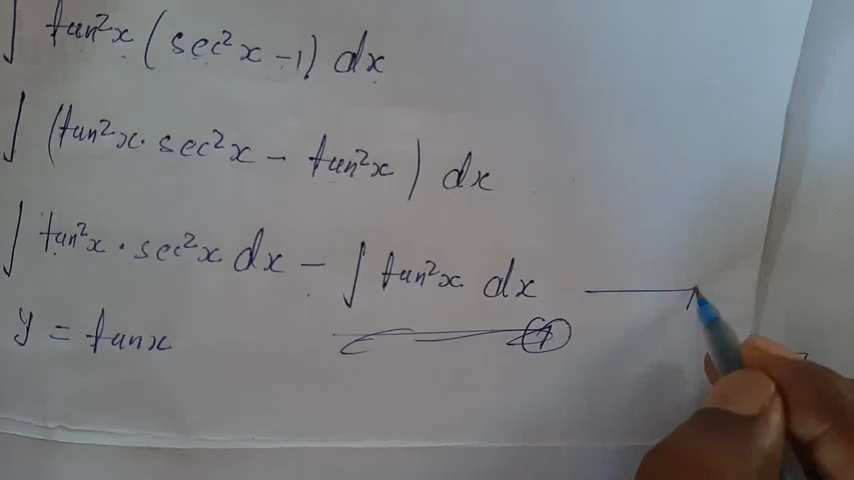 ∫ tan²x (sec²x -1) dx
∫ (tan²x · sec²x - tan²x) dx
∫ tan²x · sec²x dx - ∫ tan²x dx
y = tanx